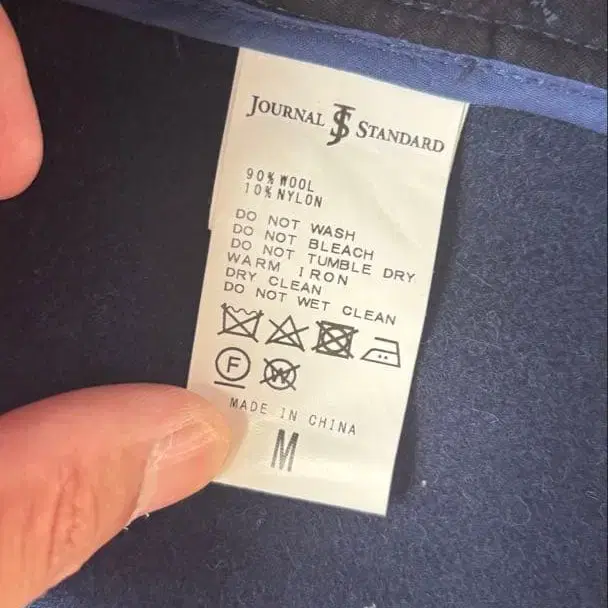 JOURNAL JS STANDARD
90% WOOL
10% NYLON
DO NOT WASH
DO NOT BLEACH
DO NOT TUMBLE DRY
WARM IRON
DRY CLEAN
DO NOT WET CLEAN
F W
MADE IN CHINA
M